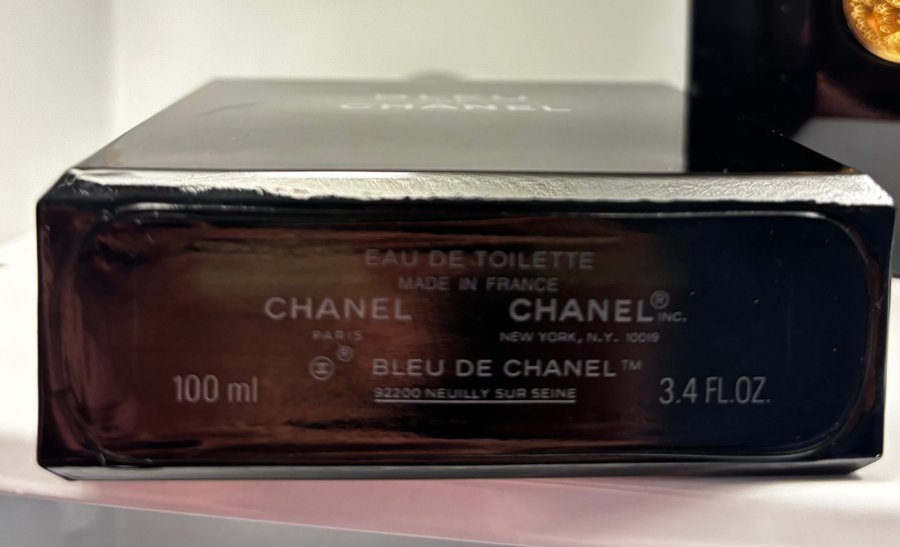 BLEU
CHANEL
EAU DE TOILETTE
MADE IN FRANCE
CHANEL CHANEL® INC.
PARIS NEW YORK, N.Y. 10019
® BLEU DE CHANEL™
100 ml 92200 NEUILLY SUR SEINE 3.4 FL.OZ.